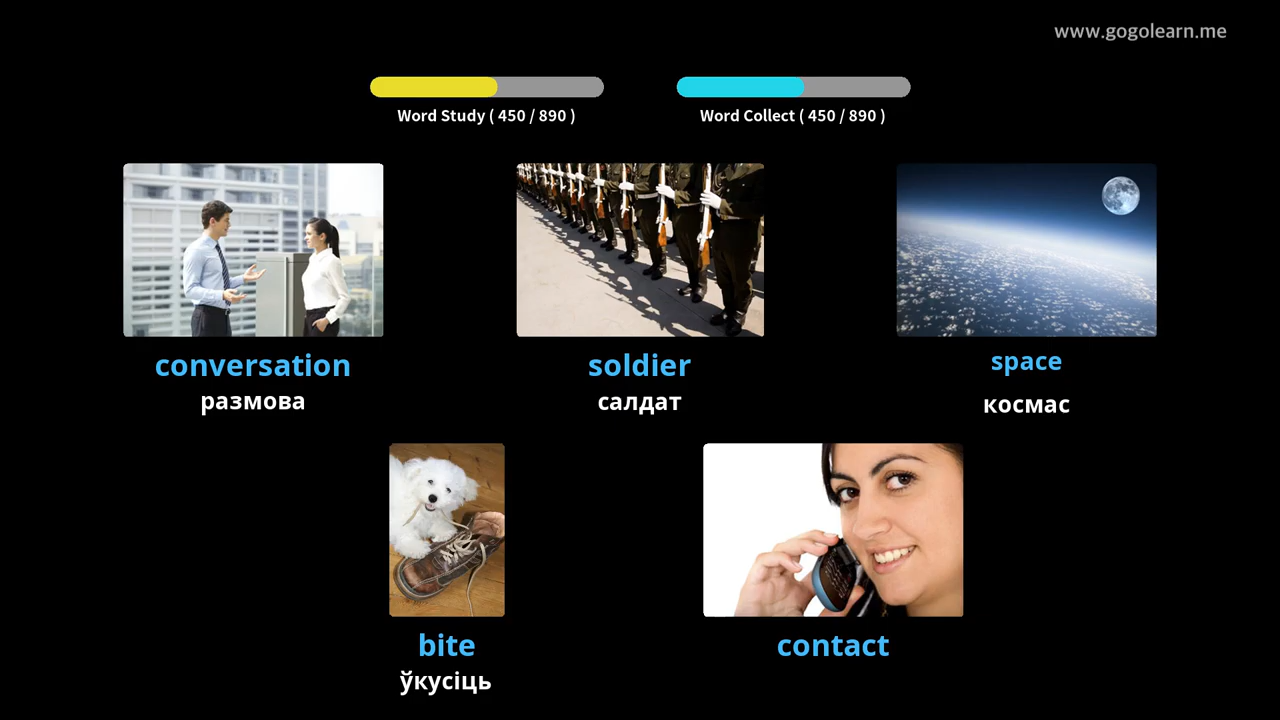 www.gogolearn.me
Word Study ( 450 / 890 )
Word Collect ( 450 / 890 )
conversation
размова
soldier
салдат
space
космас
bite
ўкусіць
contact